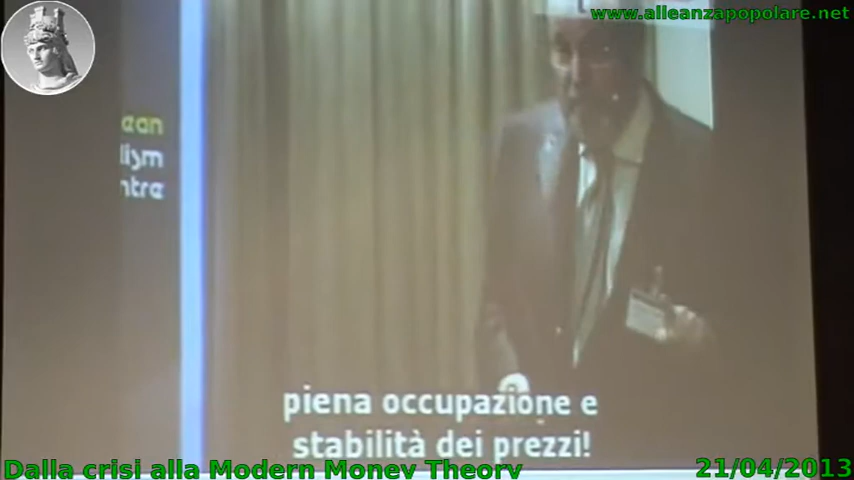 www.alleanzapopolare.net
ean
lism
ntre
piena occupazione e
stabilità dei prezzi!
Dalla crisi alla Modern Money Theory
21/04/2013